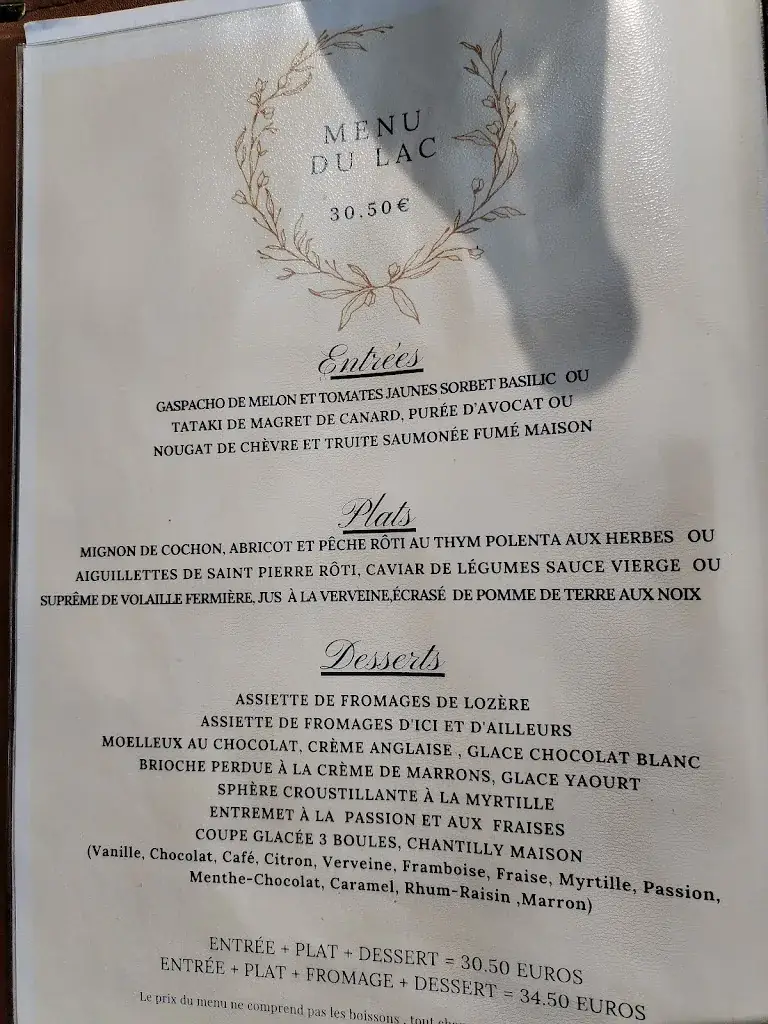 MENU
DU LAC
30.50€
Entrées
GASPACHO DE MELON ET TOMATES JAUNES SORBET BASILIC OU
TATAKI DE MAGRET DE CANARD, PURÉE D'AVOCAT OU
NOUGAT DE CHÈVRE ET TRUITE SAUMONÉE FUMÉ MAISON
Plats
MIGNON DE COCHON, ABRICOT ET PÊCHE RÔTI AU THYM POLENTA AUX HERBES OU
AIGUILLETTES DE SAINT PIERRE RÔTI, CAVIAR DE LÉGUMES SAUCE VIERGE OU
SUPRÊME DE VOLAILLE FERMIÈRE, JUS À LA VERVEINE,ÉCRASÉ DE POMME DE TERRE AUX NOIX
Desserts
ASSIETTE DE FROMAGES DE LOZÈRE
ASSIETTE DE FROMAGES D'ICI ET D'AILLEURS
MOELLEUX AU CHOCOLAT, CRÈME ANGLAISE , GLACE CHOCOLAT BLANC
BRIOCHE PERDUE À LA CRÈME DE MARRONS, GLACE YAOURT
SPHÈRE CROUSTILLANTE À LA MYRTILLE
ENTREMET À LA PASSION ET AUX FRAISES
COUPE GLACÉE 3 BOULES, CHANTILLY MAISON
(Vanille, Chocolat, Café, Citron, Verveine, Framboise, Fraise, Myrtille, Passion,
Menthe-Chocolat, Caramel, Rhum-Raisin ,Marron)
ENTRÉE + PLAT + DESSERT = 30.50 EUROS
ENTRÉE + PLAT + FROMAGE + DESSERT = 34.50 EUROS
Le prix du menu ne comprend pas les boissons , tout